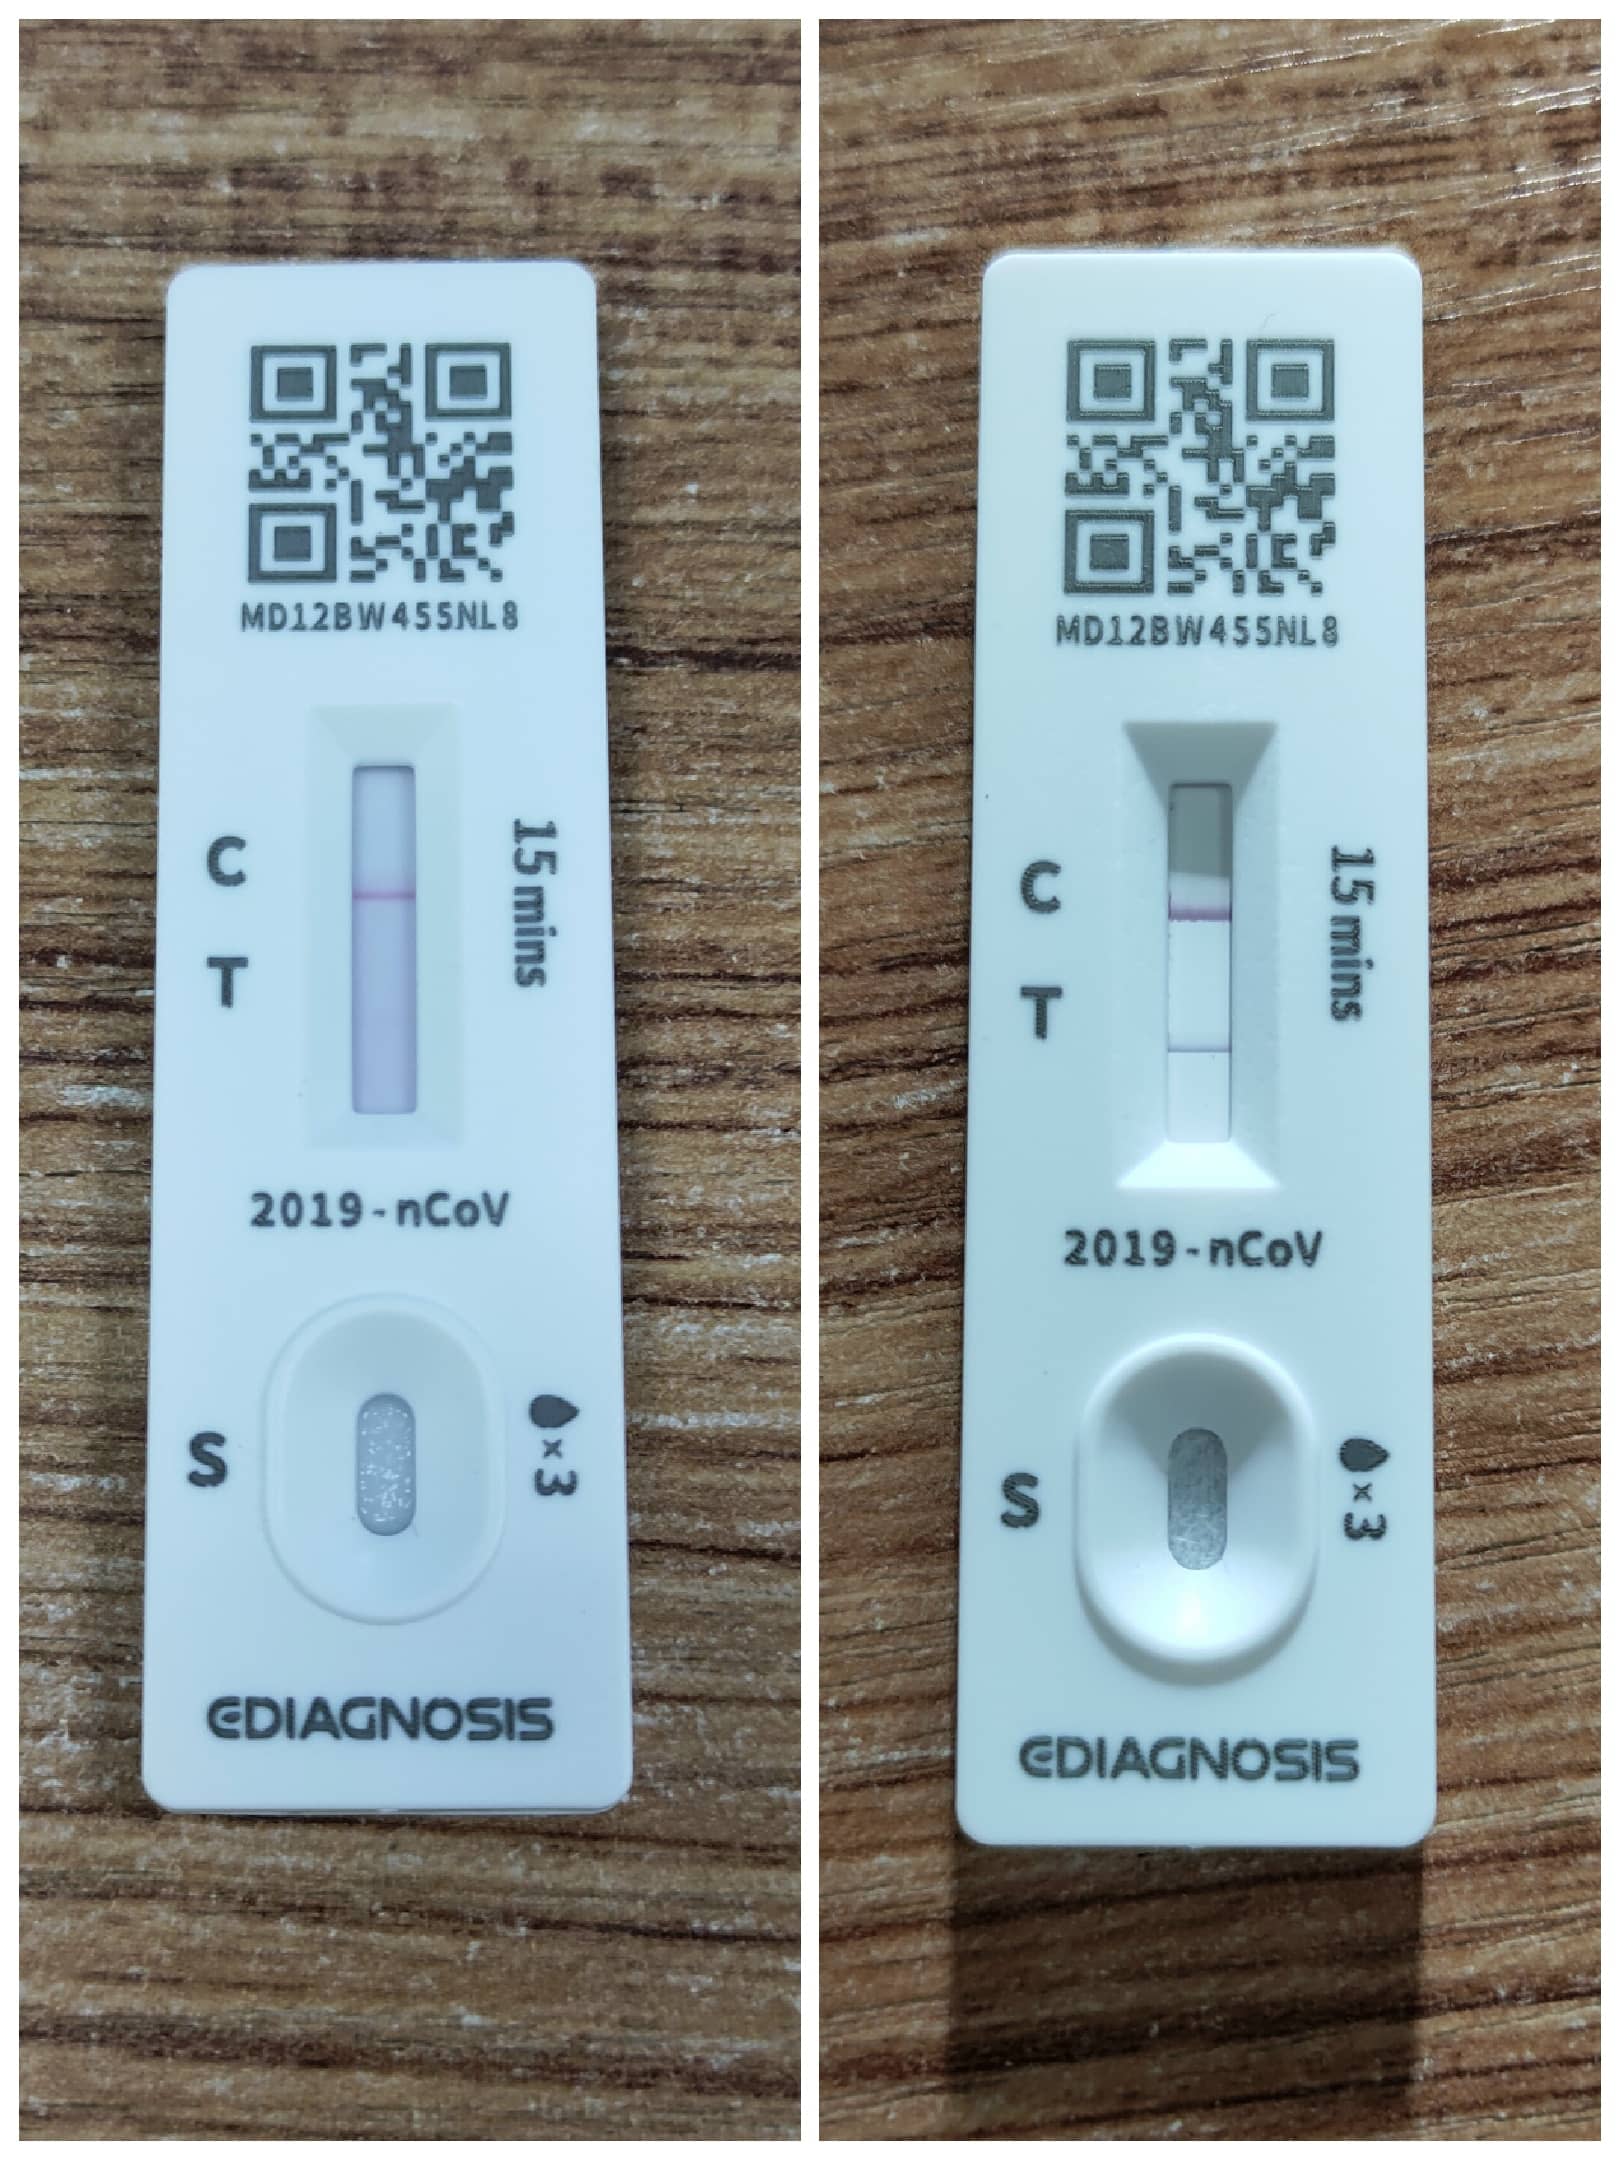 MD12BW455NL8
C
T
15 mins
2019-nCoV
S
×3
EDIAGNOSIS
MD12BW455NL8
C
T
15 mins
2019-nCoV
S
×3
EDIAGNOSIS